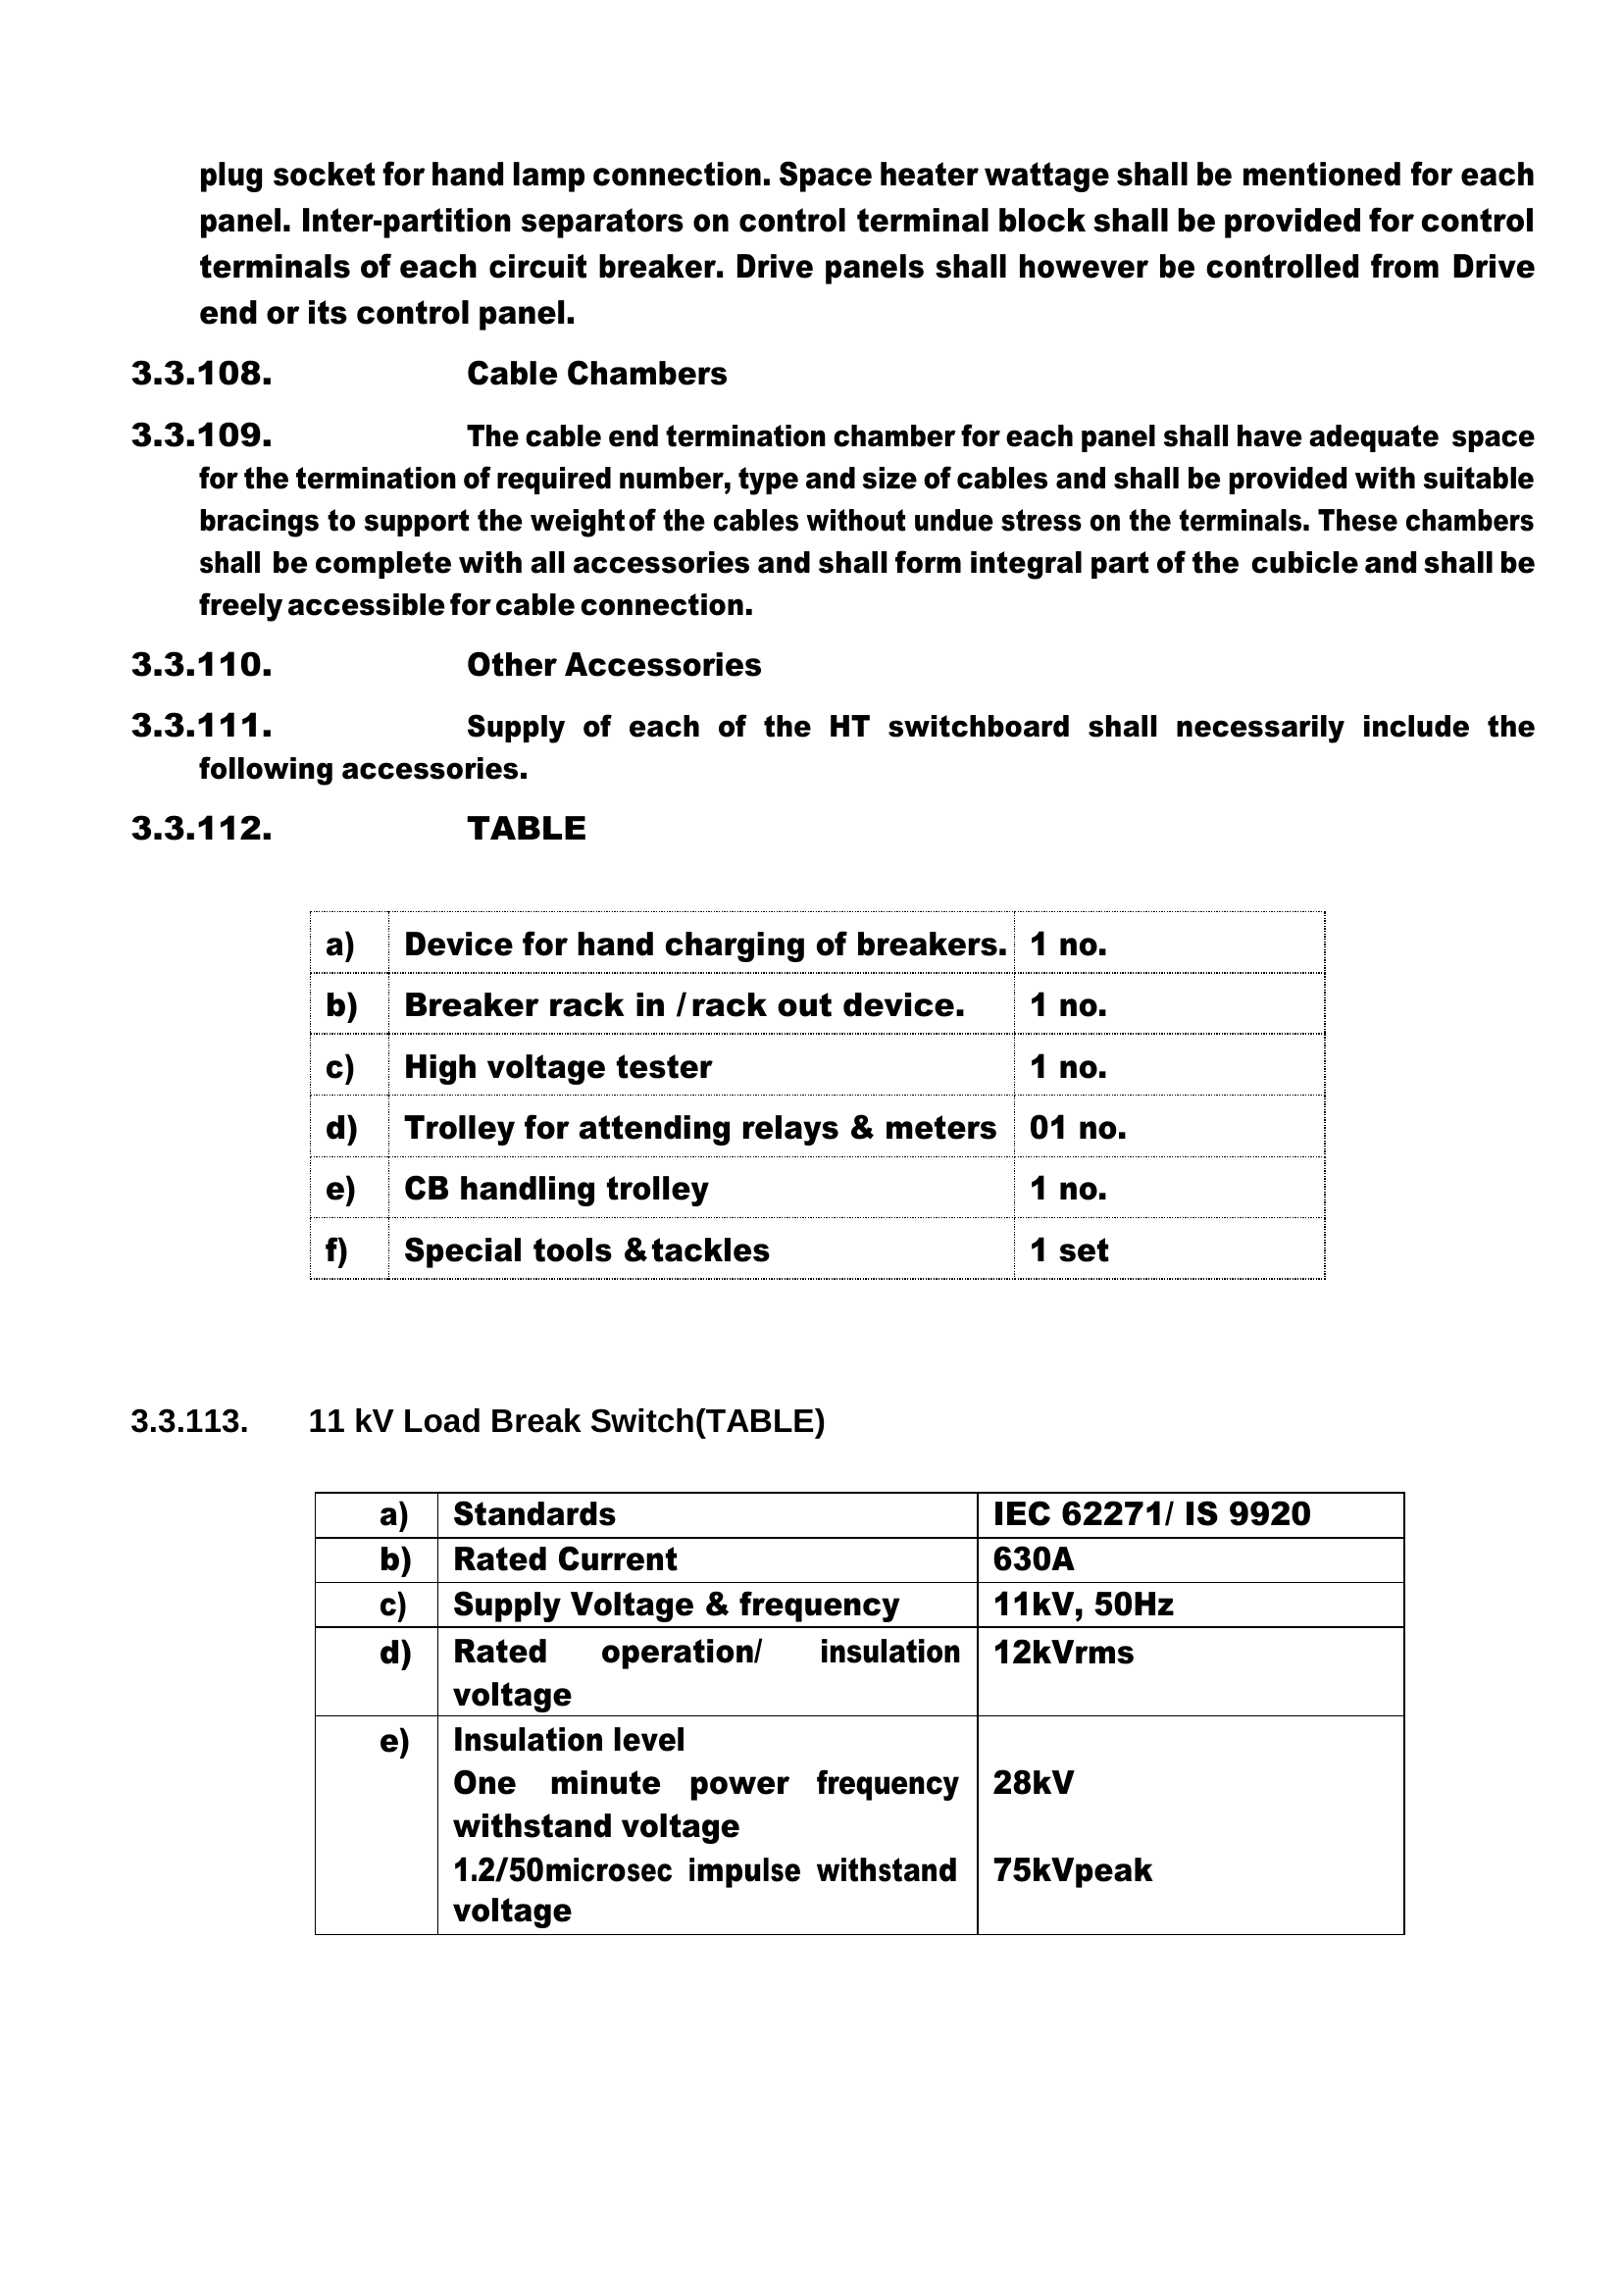 plug socket for hand lamp connection. Space heater wattage shall be mentioned for each
panel. Inter-partition separators on control terminal block shall be provided for control
terminals of each circuit breaker. Drive panels shall however be controlled from Drive
end or its control panel.
3.3.108. Cable Chambers
3.3.109. The cable end termination chamber for each panel shall have adequate space
for the termination of required number, type and size of cables and shall be provided with suitable
bracings to support the weight of the cables without undue stress on the terminals. These chambers
shall be complete with all accessories and shall form integral part of the cubicle and shall be
freely accessible for cable connection.
3.3.110. Other Accessories
3.3.111. Supply of each of the HT switchboard shall necessarily include the
following accessories.
3.3.112. TABLE
a) Device for hand charging of breakers. 1 no.
b) Breaker rack in / rack out device. 1 no.
c) High voltage tester 1 no.
d) Trolley for attending relays & meters 01 no.
e) CB handling trolley 1 no.
f) Special tools & tackles 1 set
3.3.113. 11 kV Load Break Switch(TABLE)
a) Standards IEC 62271/ IS 9920
b) Rated Current 630A
c) Supply Voltage & frequency 11kV, 50Hz
d) Rated operation/ insulation 12kVrms
voltage
e) Insulation level
One minute power frequency 28kV
withstand voltage
1.2/50microsec impulse withstand 75kVpeak
voltage